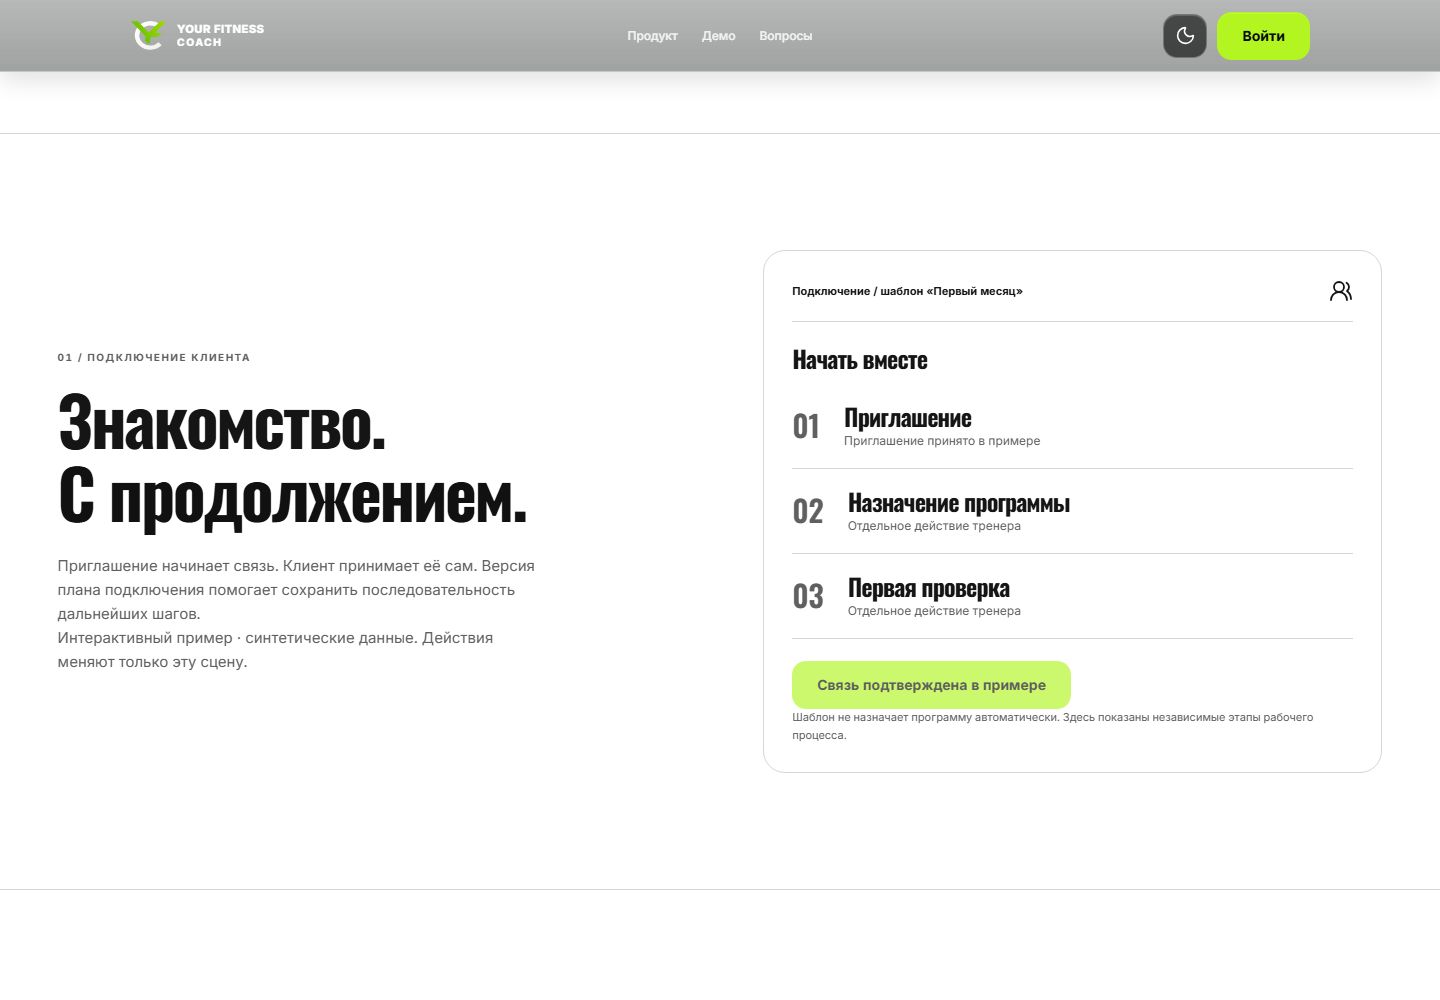 YOUR FITNESS
COACH
Продукт
Демо
Вопросы
Войти
01 / ПОДКЛЮЧЕНИЕ КЛИЕНТА
Знакомство.
С продолжением.
Приглашение начинает связь. Клиент принимает её сам. Версия
плана подключения помогает сохранить последовательность
дальнейших шагов.
Интерактивный пример · синтетические данные. Действия
меняют только эту сцену.
Подключение / шаблон «Первый месяц»
Начать вместе
01
Приглашение
Приглашение принято в примере
02
Назначение программы
Отдельное действие тренера
03
Первая проверка
Отдельное действие тренера
Связь подтверждена в примере
Шаблон не назначает программу автоматически. Здесь показаны независимые этапы рабочего
процесса.